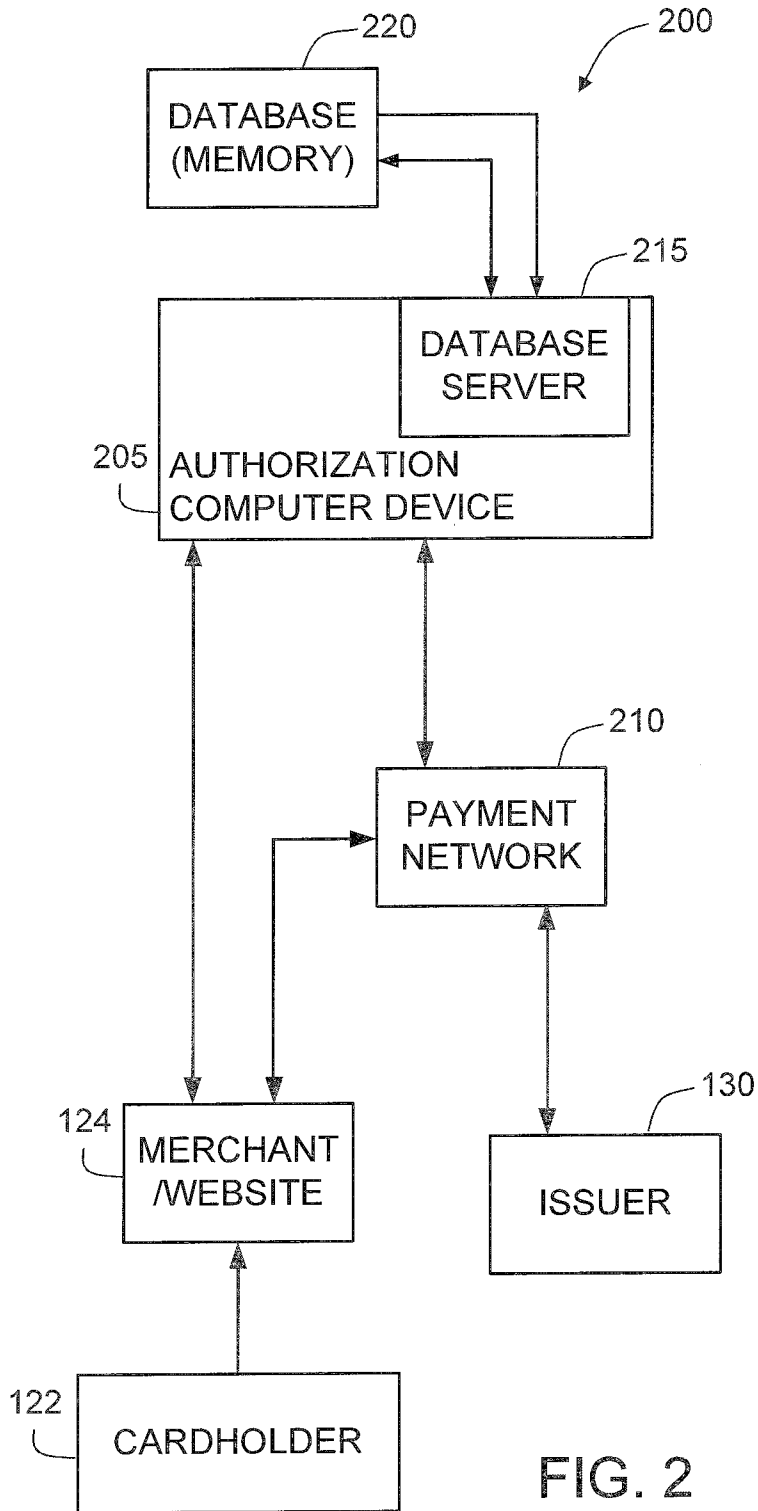 220
200
DATABASE
(MEMORY)
215
DATABASE
SERVER
205
AUTHORIZATION
COMPUTER DEVICE
210
PAYMENT
NETWORK
124
MERCHANT
/WEBSITE
130
ISSUER
122
CARDHOLDER
FIG. 2